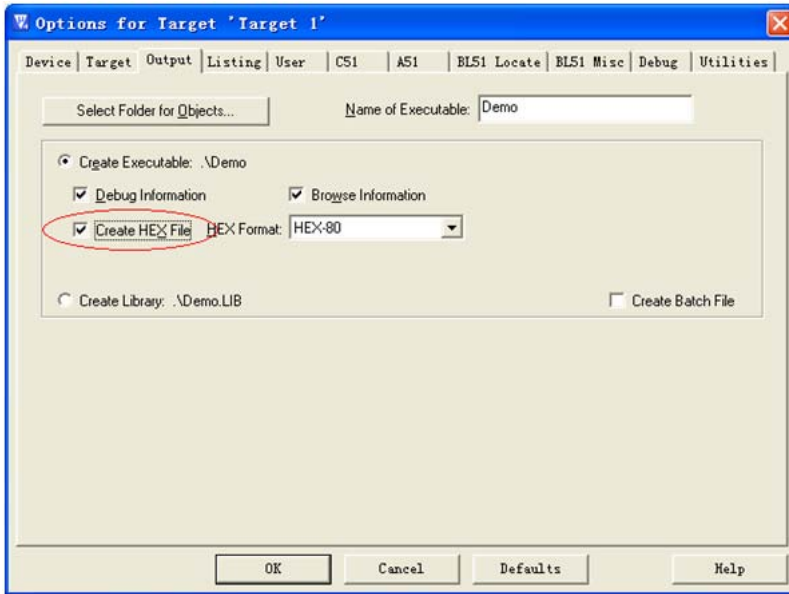 Options for Target 'Target 1'
Device Target Output Listing User C51 A51 BL51 Locate BL51 Misc Debug Utilities
Select Folder for Objects... Name of Executable: Demo
Create Executable: .\Demo
Debug Information Browse Information
Create HEX File HEX Format: HEX-80
Create Library: .\Demo.LIB Create Batch File
OK Cancel Defaults Help